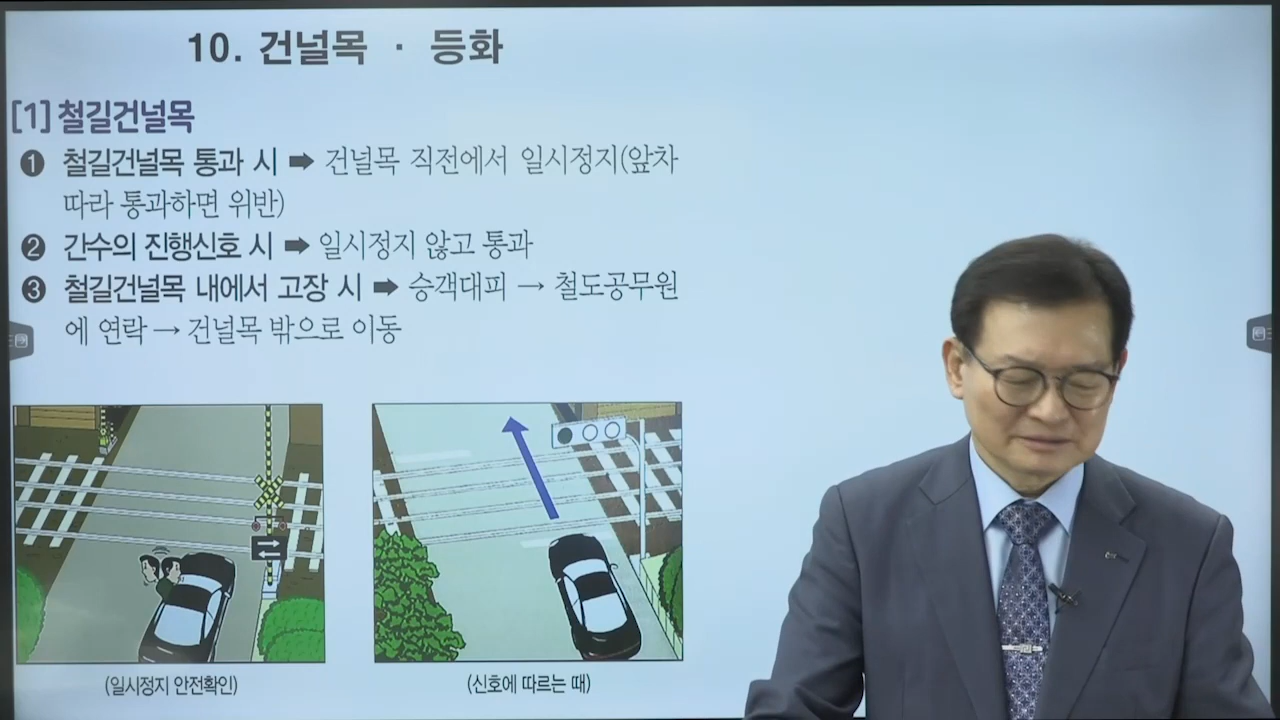 10. 건널목 · 등화
[1] 철길건널목
❶ 철길건널목 통과 시 ➡ 건널목 직전에서 일시정지(앞차
따라 통과하면 위반)
❷ 간수의 진행신호 시 ➡ 일시정지 않고 통과
❸ 철길건널목 내에서 고장 시 ➡ 승객대피 → 철도공무원
에 연락 → 건널목 밖으로 이동
(일시정지 안전확인)
(신호에 따르는 때)